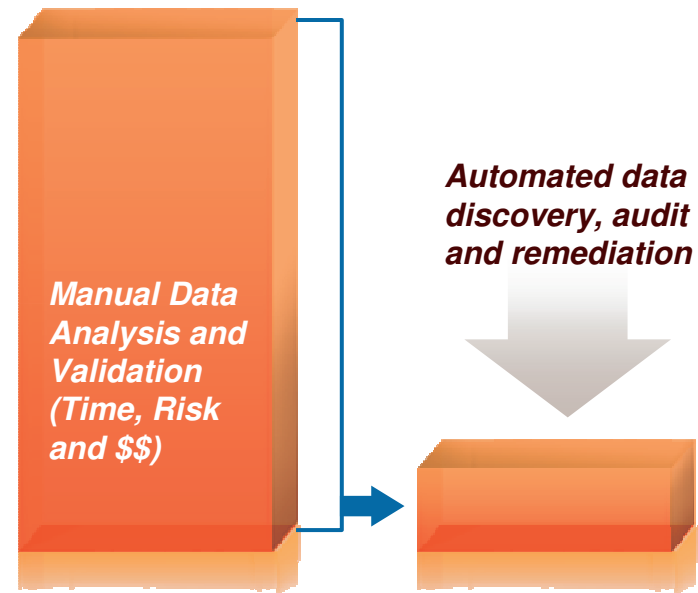 Automated data
discovery, audit
and remediation
Manual Data
Analysis and
Validation
(Time, Risk
and $$)